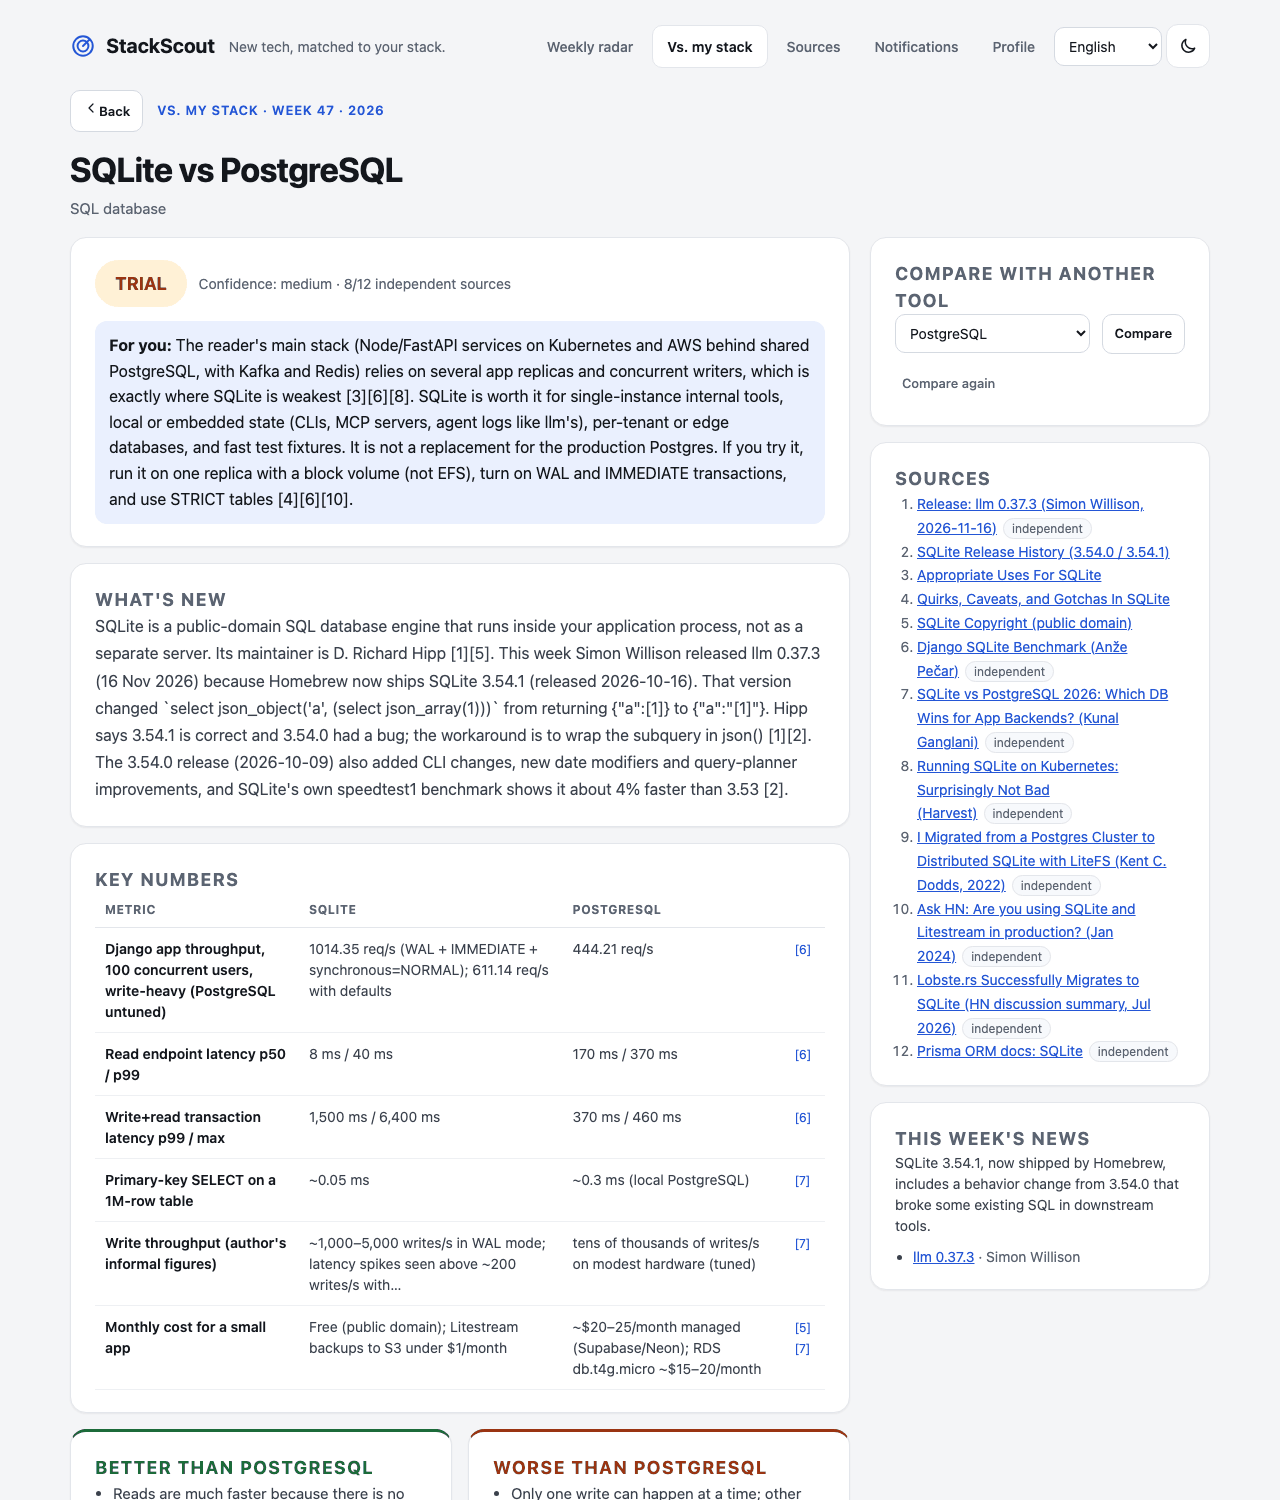 StackScout
New tech, matched to your stack.
Weekly radar
Vs. my stack
Sources
Notifications
Profile
English
Back
VS. MY STACK · WEEK 47 · 2026
SQLite vs PostgreSQL
SQL database
TRIAL
Confidence: medium · 8/12 independent sources
For you: The reader's main stack (Node/FastAPI services on Kubernetes and AWS behind shared
PostgreSQL, with Kafka and Redis) relies on several app replicas and concurrent writers, which is
exactly where SQLite is weakest [3][6][8]. SQLite is worth it for single-instance internal tools,
local or embedded state (CLIs, MCP servers, agent logs like llm's), per-tenant or edge
databases, and fast test fixtures. It is not a replacement for the production Postgres. If you try it,
run it on one replica with a block volume (not EFS), turn on WAL and IMMEDIATE transactions,
and use STRICT tables [4][6][10].
WHAT'S NEW
SQLite is a public-domain SQL database engine that runs inside your application process, not as a
separate server. Its maintainer is D. Richard Hipp [1][5]. This week Simon Willison released llm 0.37.3
(16 Nov 2026) because Homebrew now ships SQLite 3.54.1 (released 2026-10-16). That version
changed `select json_object('a', (select json_array(1)))` from returning {"a":[1]} to {"a":"[1]"}. Hipp
says 3.54.1 is correct and 3.54.0 had a bug; the workaround is to wrap the subquery in json() [1][2].
The 3.54.0 release (2026-10-09) also added CLI changes, new date modifiers and query-planner
improvements, and SQLite's own speedtest1 benchmark shows it about 4% faster than 3.53 [2].
KEY NUMBERS
METRIC
SQLITE
POSTGRESQL
Django app throughput,
100 concurrent users,
write-heavy (PostgreSQL
untuned)
1014.35 req/s (WAL + IMMEDIATE +
synchronous=NORMAL); 611.14 req/s
with defaults
444.21 req/s
[6]
Read endpoint latency p50
/ p99
8 ms / 40 ms
170 ms / 370 ms
[6]
Write+read transaction
latency p99 / max
1,500 ms / 6,400 ms
370 ms / 460 ms
[6]
Primary-key SELECT on a
1M-row table
~0.05 ms
~0.3 ms (local PostgreSQL)
[7]
Write throughput (author's
informal figures)
~1,000–5,000 writes/s in WAL mode;
latency spikes seen above ~200
writes/s with…
tens of thousands of writes/s
on modest hardware (tuned)
[7]
Monthly cost for a small
app
Free (public domain); Litestream
backups to S3 under $1/month
~$20–25/month managed
(Supabase/Neon); RDS
db.t4g.micro ~$15–20/month
[5]
[7]
BETTER THAN POSTGRESQL
• Reads are much faster because there is no
WORSE THAN POSTGRESQL
• Only one write can happen at a time; other
COMPARE WITH ANOTHER
TOOL
PostgreSQL
Compare
Compare again
SOURCES
1. Release: llm 0.37.3 (Simon Willison,
2026-11-16) independent
2. SQLite Release History (3.54.0 / 3.54.1)
3. Appropriate Uses For SQLite
4. Quirks, Caveats, and Gotchas In SQLite
5. SQLite Copyright (public domain)
6. Django SQLite Benchmark (Anže
Pečar) independent
7. SQLite vs PostgreSQL 2026: Which DB
Wins for App Backends? (Kunal
Ganglani) independent
8. Running SQLite on Kubernetes:
Surprisingly Not Bad
(Harvest) independent
9. I Migrated from a Postgres Cluster to
Distributed SQLite with LiteFS (Kent C.
Dodds, 2022) independent
10. Ask HN: Are you using SQLite and
Litestream in production? (Jan
2024) independent
11. Lobste.rs Successfully Migrates to
SQLite (HN discussion summary, Jul
2026) independent
12. Prisma ORM docs: SQLite independent
THIS WEEK'S NEWS
SQLite 3.54.1, now shipped by Homebrew,
includes a behavior change from 3.54.0 that
broke some existing SQL in downstream
tools.
• llm 0.37.3 · Simon Willison